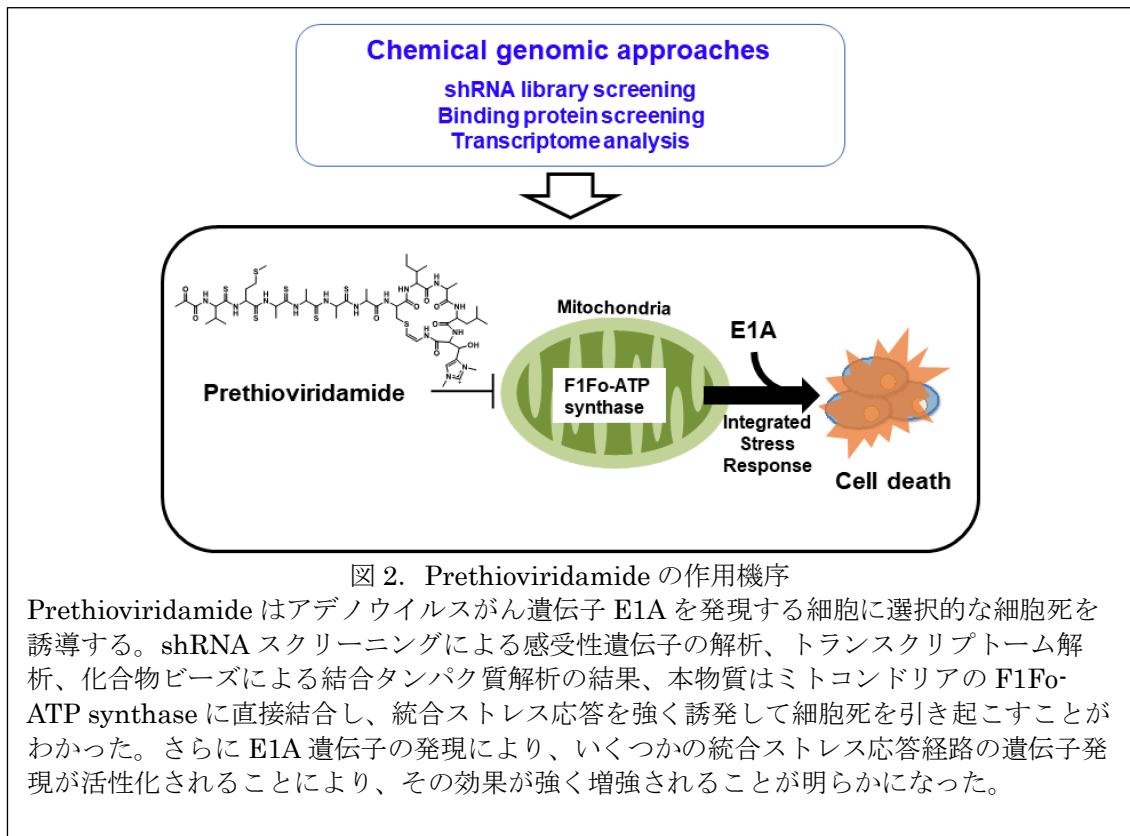 Chemical genomic approaches
shRNA library screening
Binding protein screening
Transcriptome analysis
Mitochondria
E1A
F1Fo-ATP
synthase
Prethioviridamide
Integrated
Stress
Response
Cell death
図 2. Prethioviridamide の作用機序
Prethioviridamide はアデノウイルスがん遺伝子 E1A を発現する細胞に選択的な細胞死を
誘導する。shRNA スクリーニングによる感受性遺伝子の解析、トランスクリプトーム解
析、化合物ビーズによる結合タンパク質解析の結果、本物質はミトコンドリアの F1Fo-
ATP synthase に直接結合し、統合ストレス応答を強く誘発して細胞死を引き起こすことが
わかった。さらに E1A 遺伝子の発現により、いくつかの統合ストレス応答経路の遺伝子発
現が活性化されることにより、その効果が強く増強されることが明らかになった。